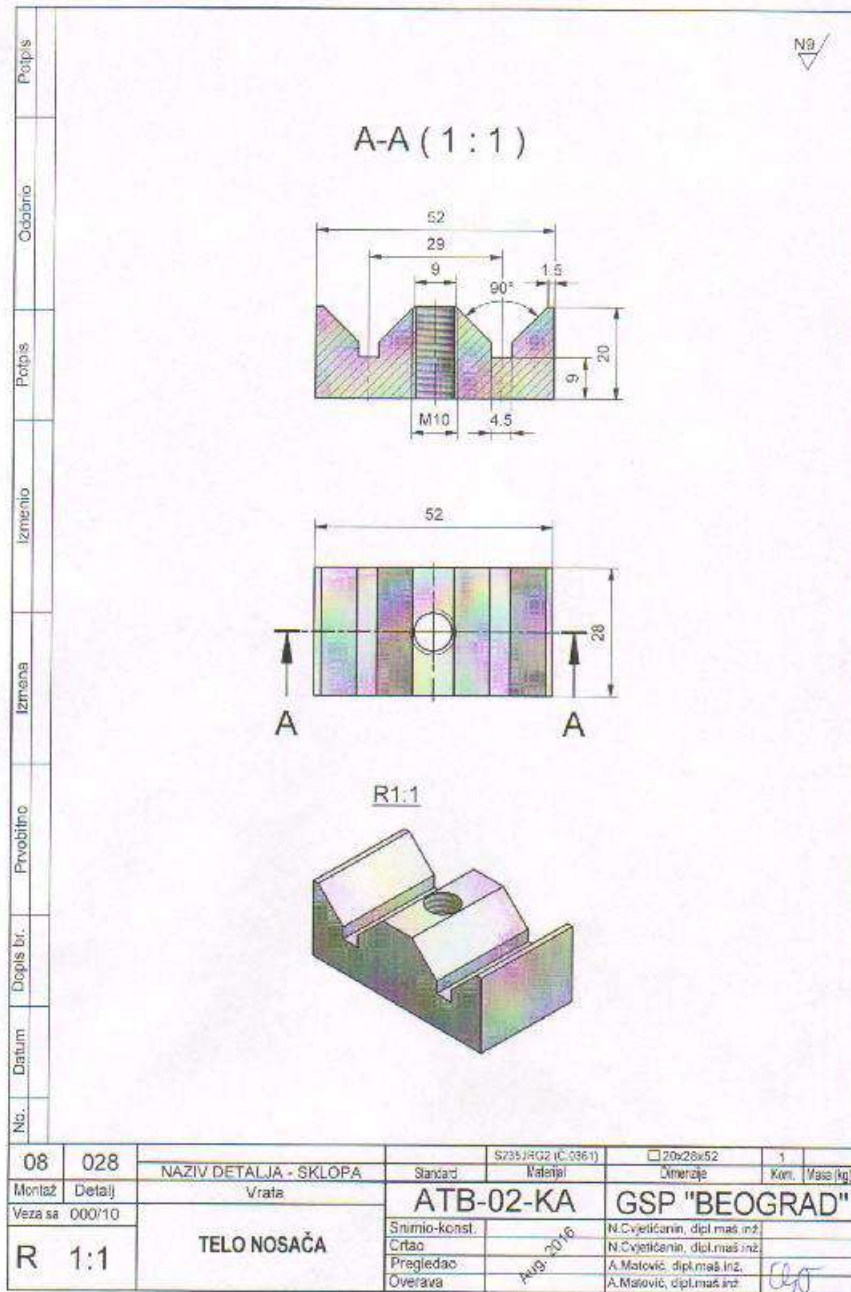 N9
A-A ( 1 : 1 )
52
29
9
1.5
90°
20
9
M10
4.5
52
28
A
A
R1:1
Potpis
Odobrio
Potpis
Izmenio
Izmena
Prvobitno
Dopis br.
Datum
No.
08 028
NAZIV DETALJA - SKLOPA
Standard
S235JRG2 (Č.0361)
Materijal
□20x28x52
Dimenzije
1
Kom.
Masa (kg)
Montaž Detalj
Vrata
ATB-02-KA
GSP "BEOGRAD"
Veza sa 000/10
TELO NOSAČA
R 1:1
Snimio-konst. N.Cvjetičanin, dipl.maš.inž.
Crtao N.Cvjetičanin, dipl.maš.inž.
Pregledao A.Matović, dipl.maš.inž.
Overava A.Matović, dipl.maš.inž.
Aug. 2016